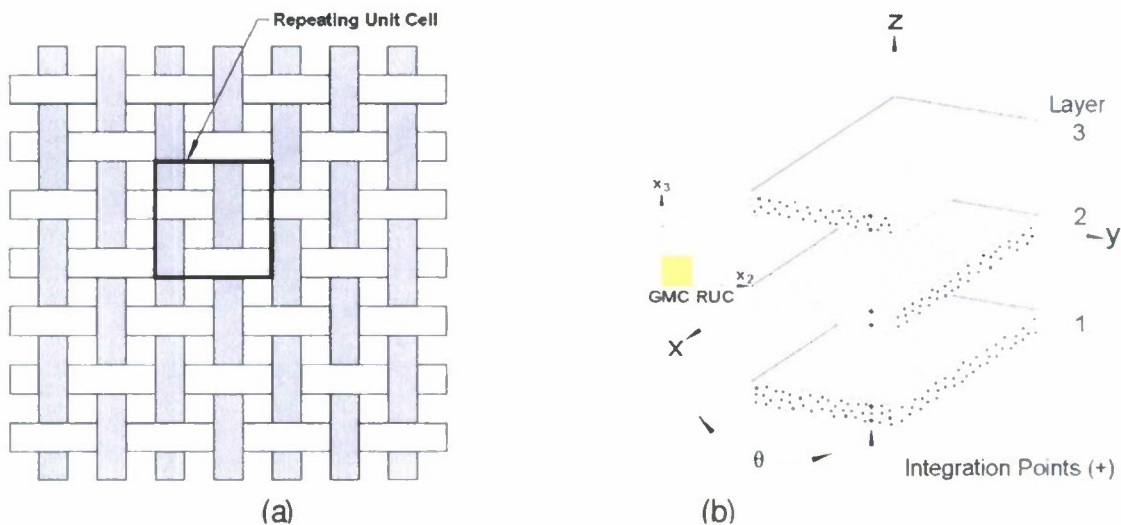 Repeating Unit Cell
(a)
z
Layer
3
x3
2
y
x2
GMC RUC
1
x
θ
Integration Points (+)
(b)